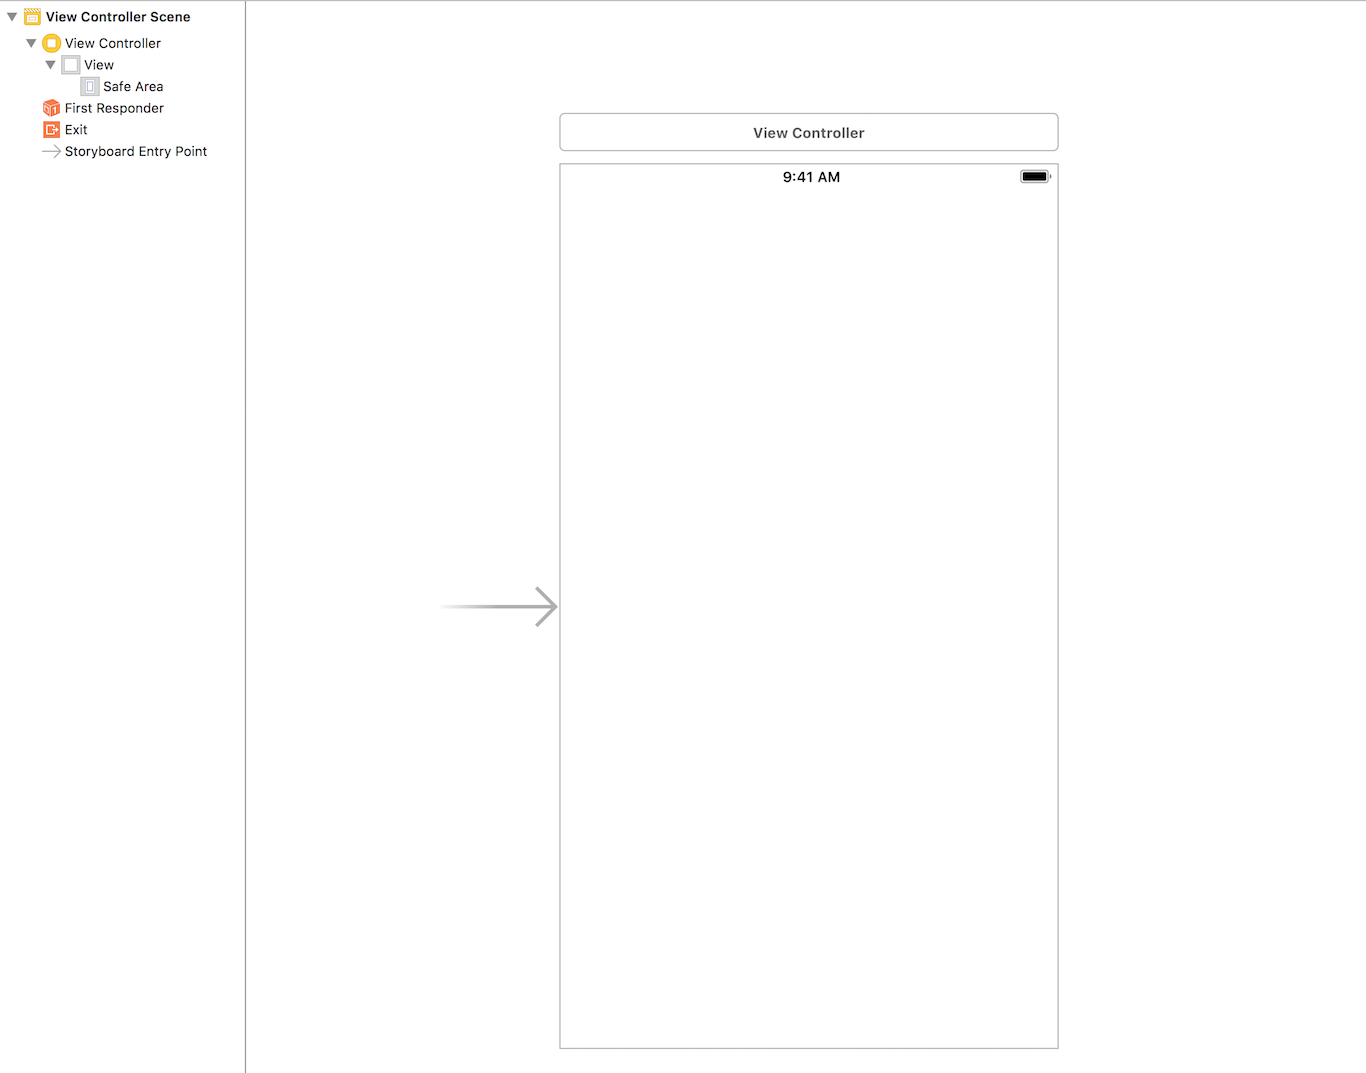 View Controller Scene
View Controller
View
Safe Area
First Responder
Exit
Storyboard Entry Point
View Controller
9:41 AM